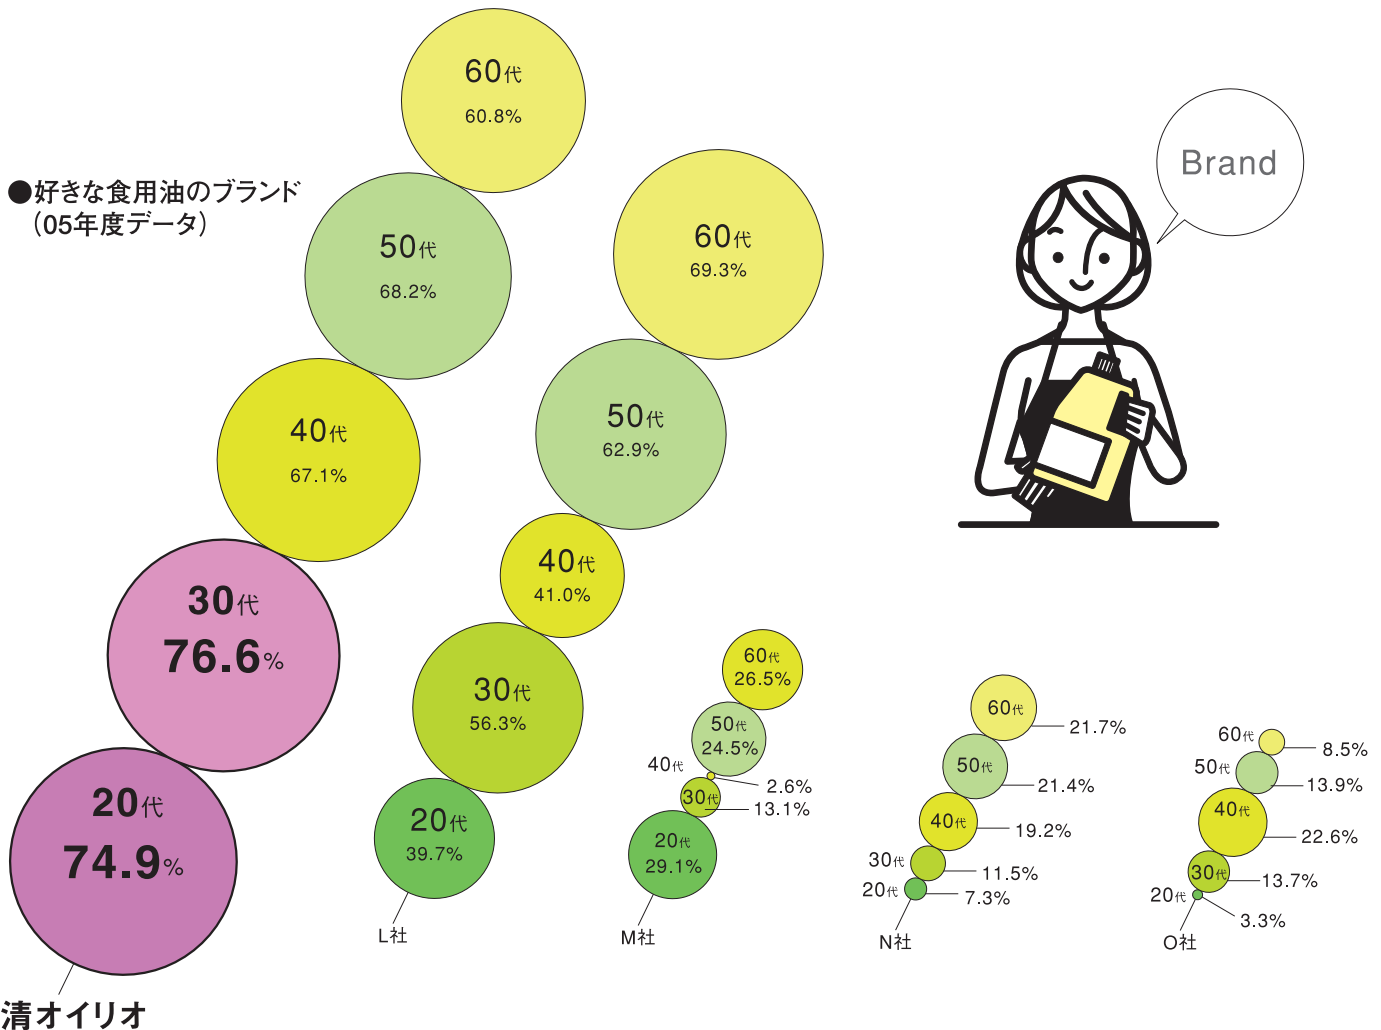 ●好きな食用油のブランド
(05年度データ)
60代
60.8%
50代
68.2%
40代
67.1%
30代
76.6%
20代
74.9%
清オイリオ
60代
69.3%
50代
62.9%
40代
41.0%
30代
56.3%
20代
39.7%
L社
60代
26.5%
50代
24.5%
40代
2.6%
30代
13.1%
20代
29.1%
M社
60代
21.7%
50代
21.4%
40代
19.2%
30代
11.5%
20代
7.3%
N社
60代
8.5%
50代
13.9%
40代
22.6%
30代
13.7%
20代
3.3%
O社
Brand